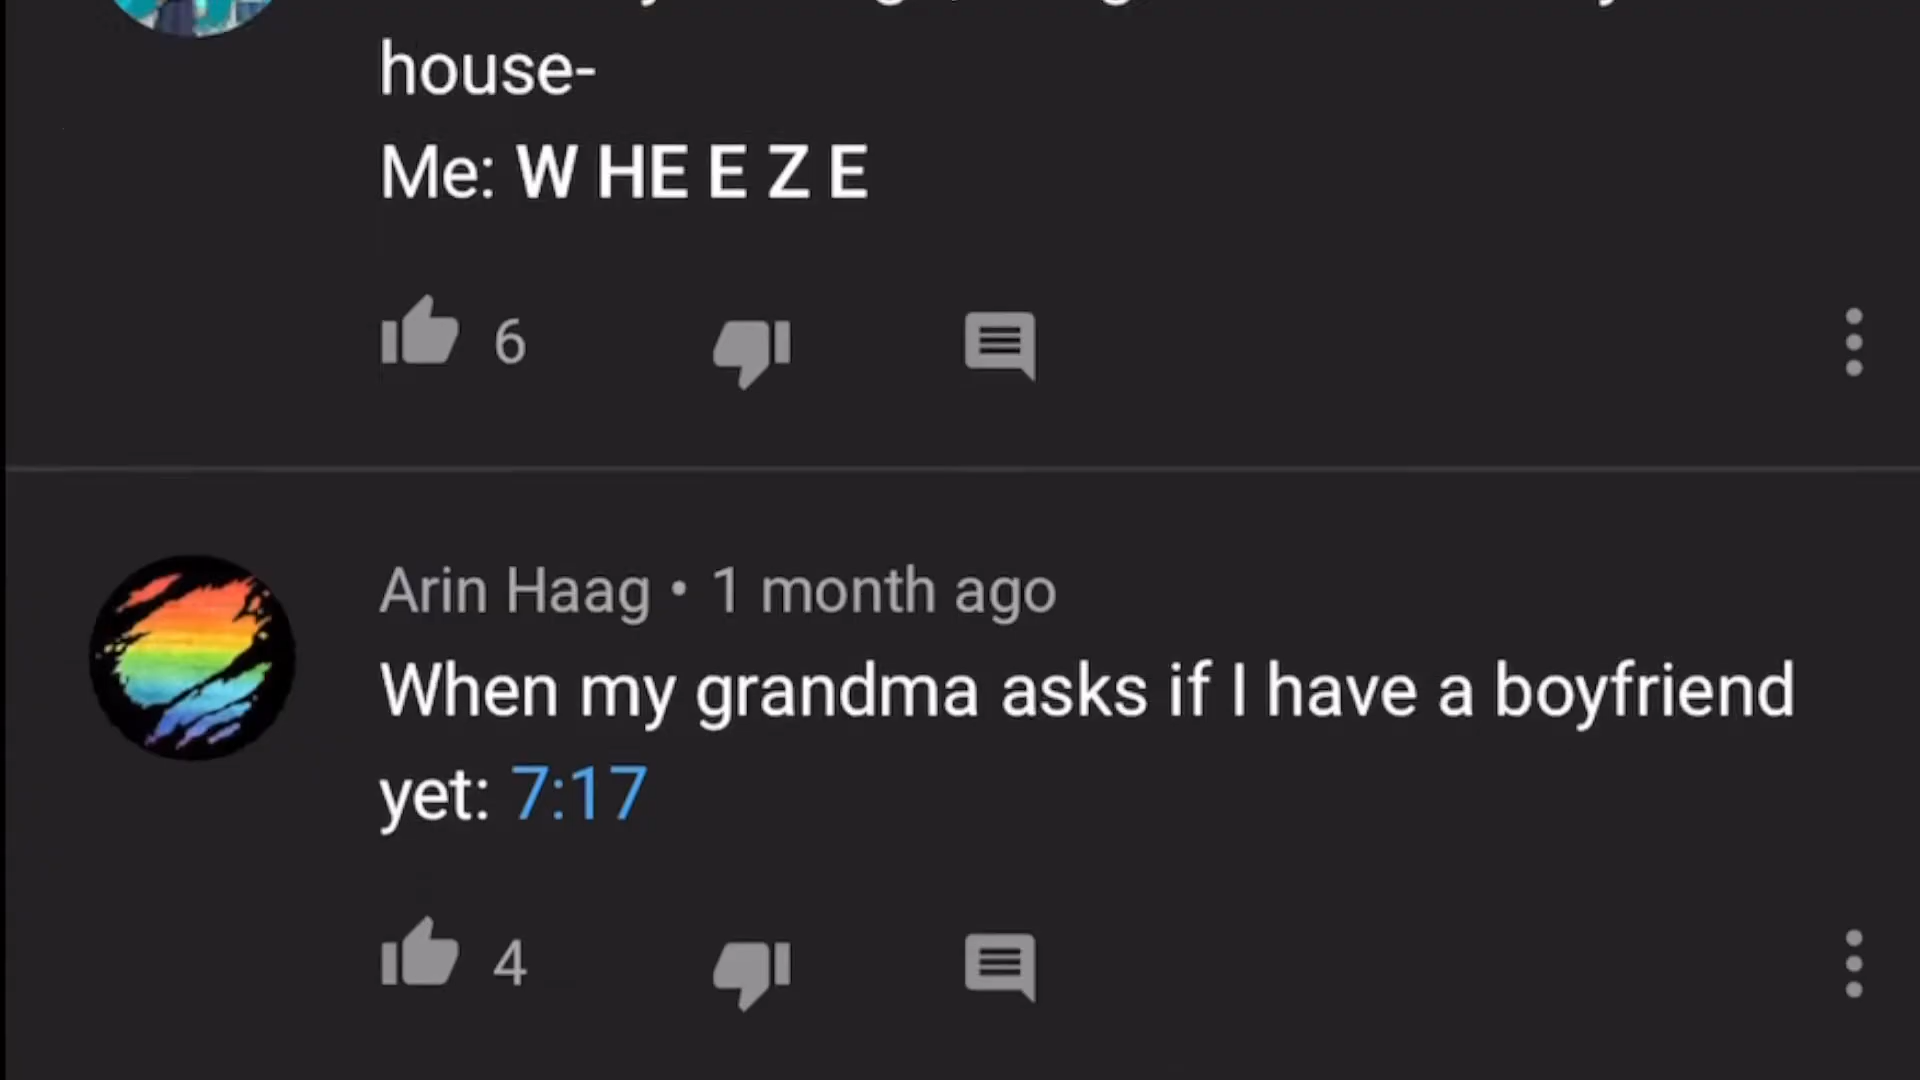 house-
Me: W HE E Z E
6
Arin Haag • 1 month ago
When my grandma asks if I have a boyfriend
yet: 7:17
4